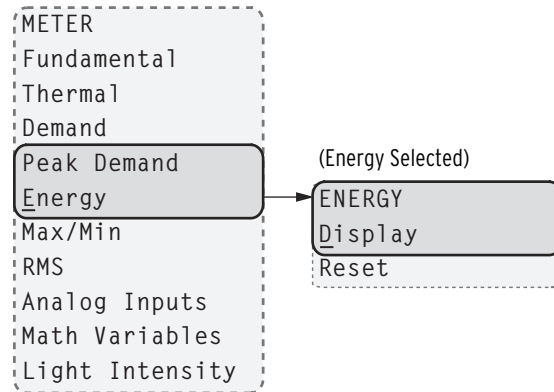 METER
Fundamental
Thermal
Demand
Peak Demand
Energy
Max/Min
RMS
Analog Inputs
Math Variables
Light Intensity
(Energy Selected)
ENERGY
Display
Reset